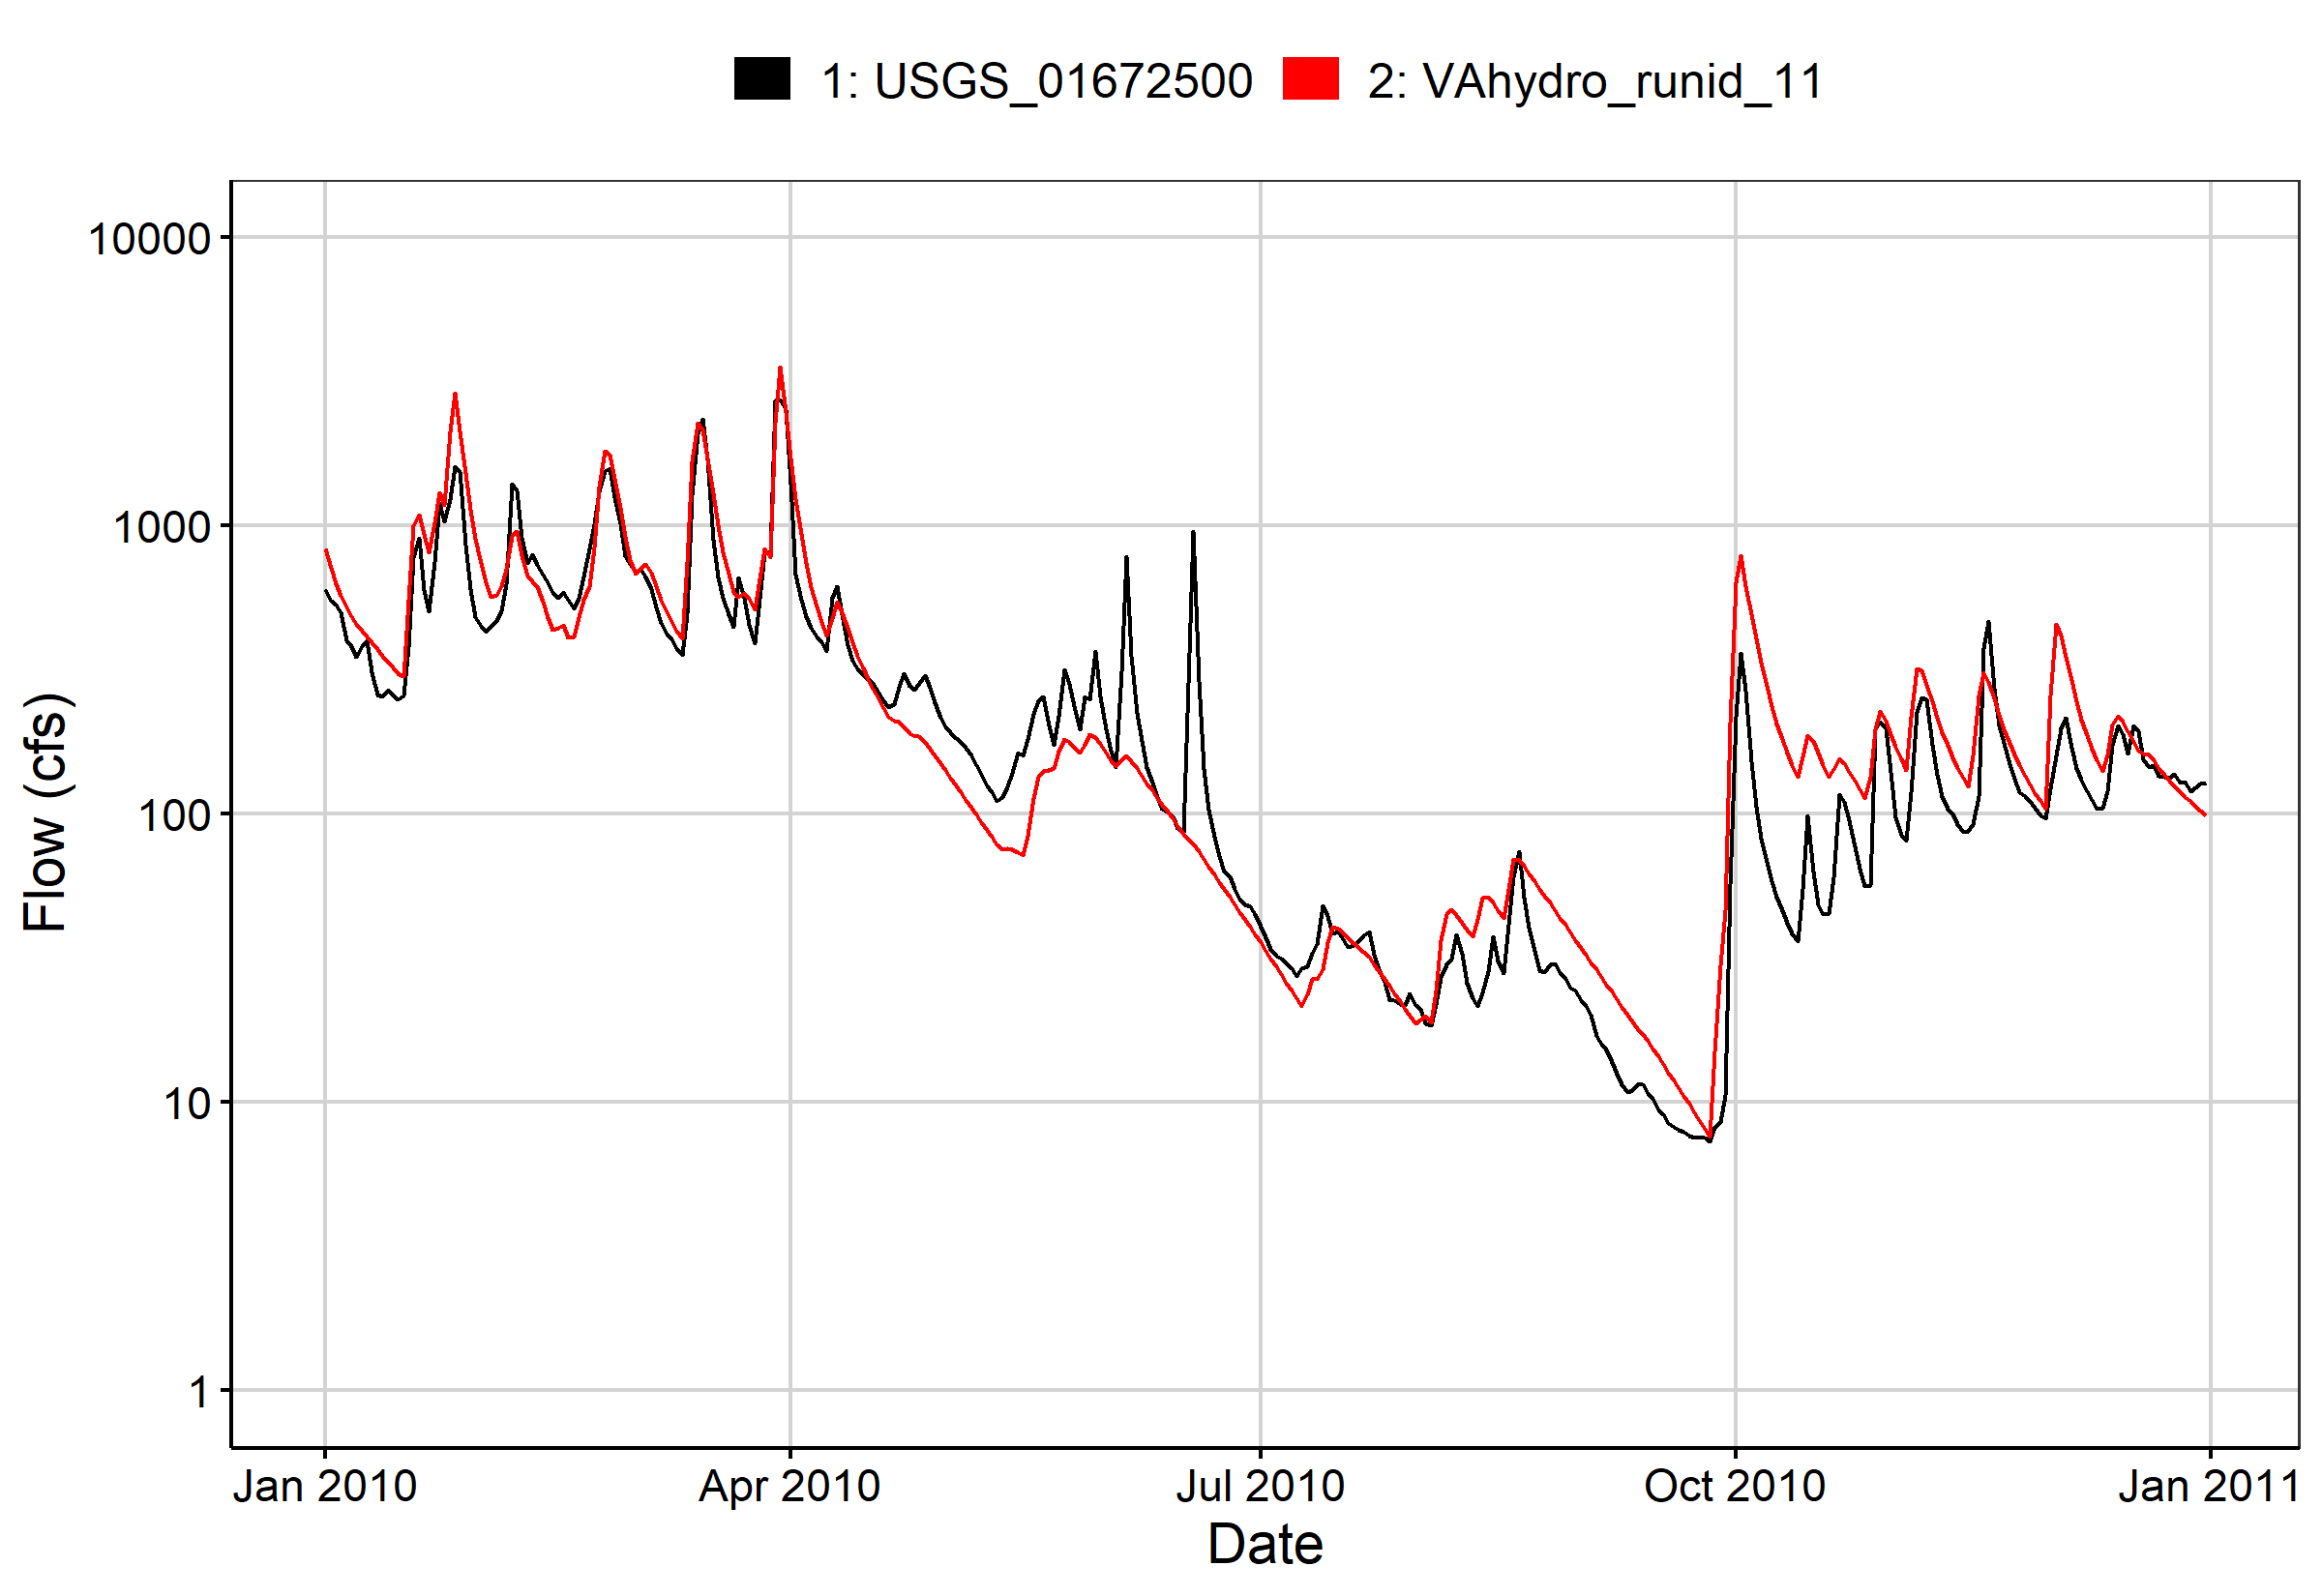 1: USGS_01672500 2: VAhydro_runid_11
10000
1000
100
10
1
Flow (cfs)
Jan 2010 Apr 2010 Jul 2010 Oct 2010 Jan 2011
Date